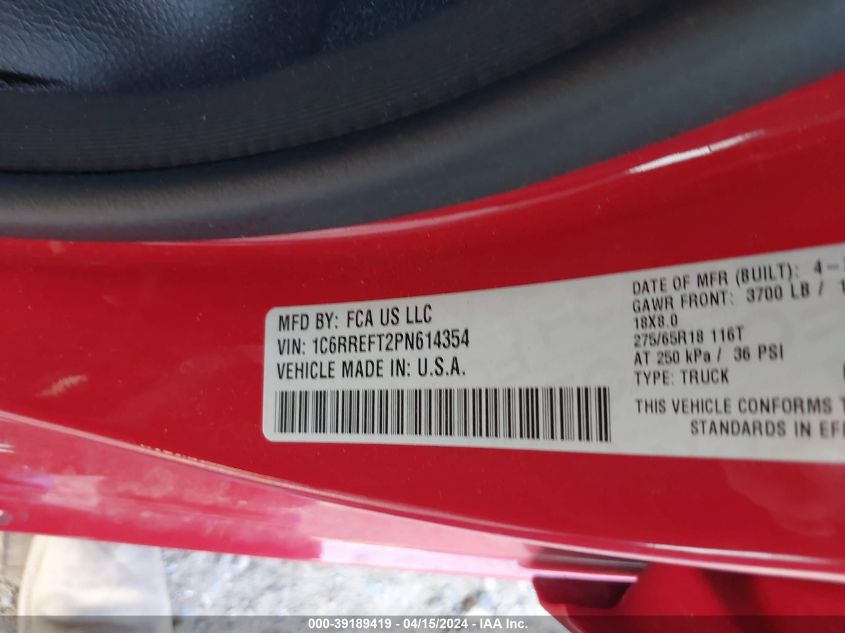 MFD BY: FCA US LLC
VIN: 1C6RREFT2PN614354
VEHICLE MADE IN: U.S.A.
DATE OF MFR (BUILT): 4-
GAWR FRONT: 3700 LB /
18X8.0
275/65R18 116T
AT 250 kPa / 36 PSI
TYPE: TRUCK
THIS VEHICLE CONFORMS
STANDARDS IN
000-39189419 - 04/15/2024 - COPYRIGHT IAA, INC.